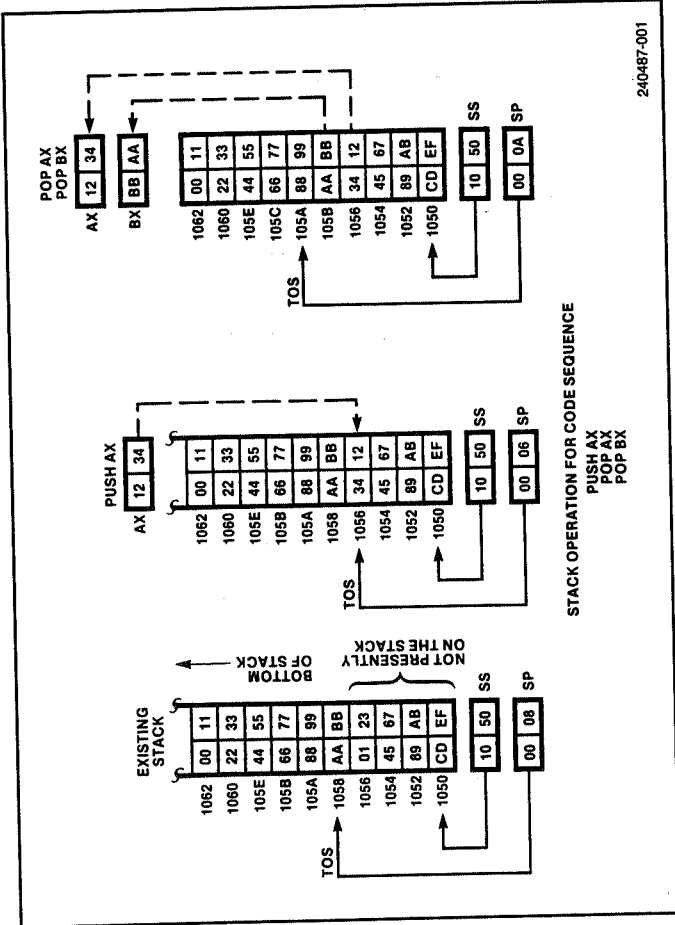 EXISTING
STACK
1062 00 11
1060 22 33
105E 44 55
105B 66 77
105A 88 99
1058 AA BB
1056 01 23
1054 45 67
1052 89 AB
1050 CD EF
BOTTOM
OF STACK
NOT PRESENTLY
ON THE STACK
TOS
10 50 SS
00 08 SP
PUSH AX
AX 12 34
1062 00 11
1060 22 33
105E 44 55
105B 66 77
105A 88 99
1058 AA BB
1056 34 12
1054 45 67
1052 89 AB
1050 CD EF
TOS
10 50 SS
00 06 SP
POP AX
POP BX
AX 12 34
BX BB AA
1062 00 11
1060 22 33
105E 44 55
105C 66 77
105A 88 99
105B AA BB
1056 34 12
1054 45 67
1052 89 AB
1050 CD EF
TOS
10 50 SS
00 0A SP
STACK OPERATION FOR CODE SEQUENCE
PUSH AX
POP AX
POP BX
240487-001